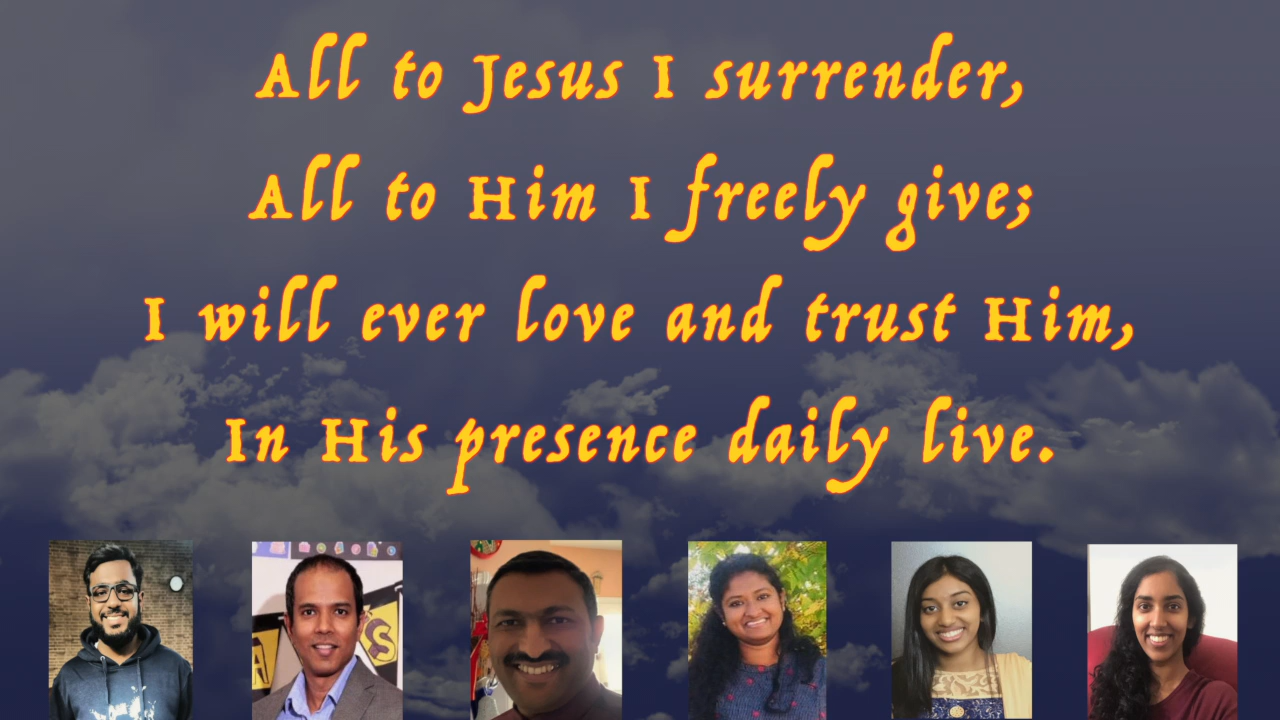 All to Jesus I surrender,
All to Him I freely give;
I will ever love and trust Him,
In His presence daily live.